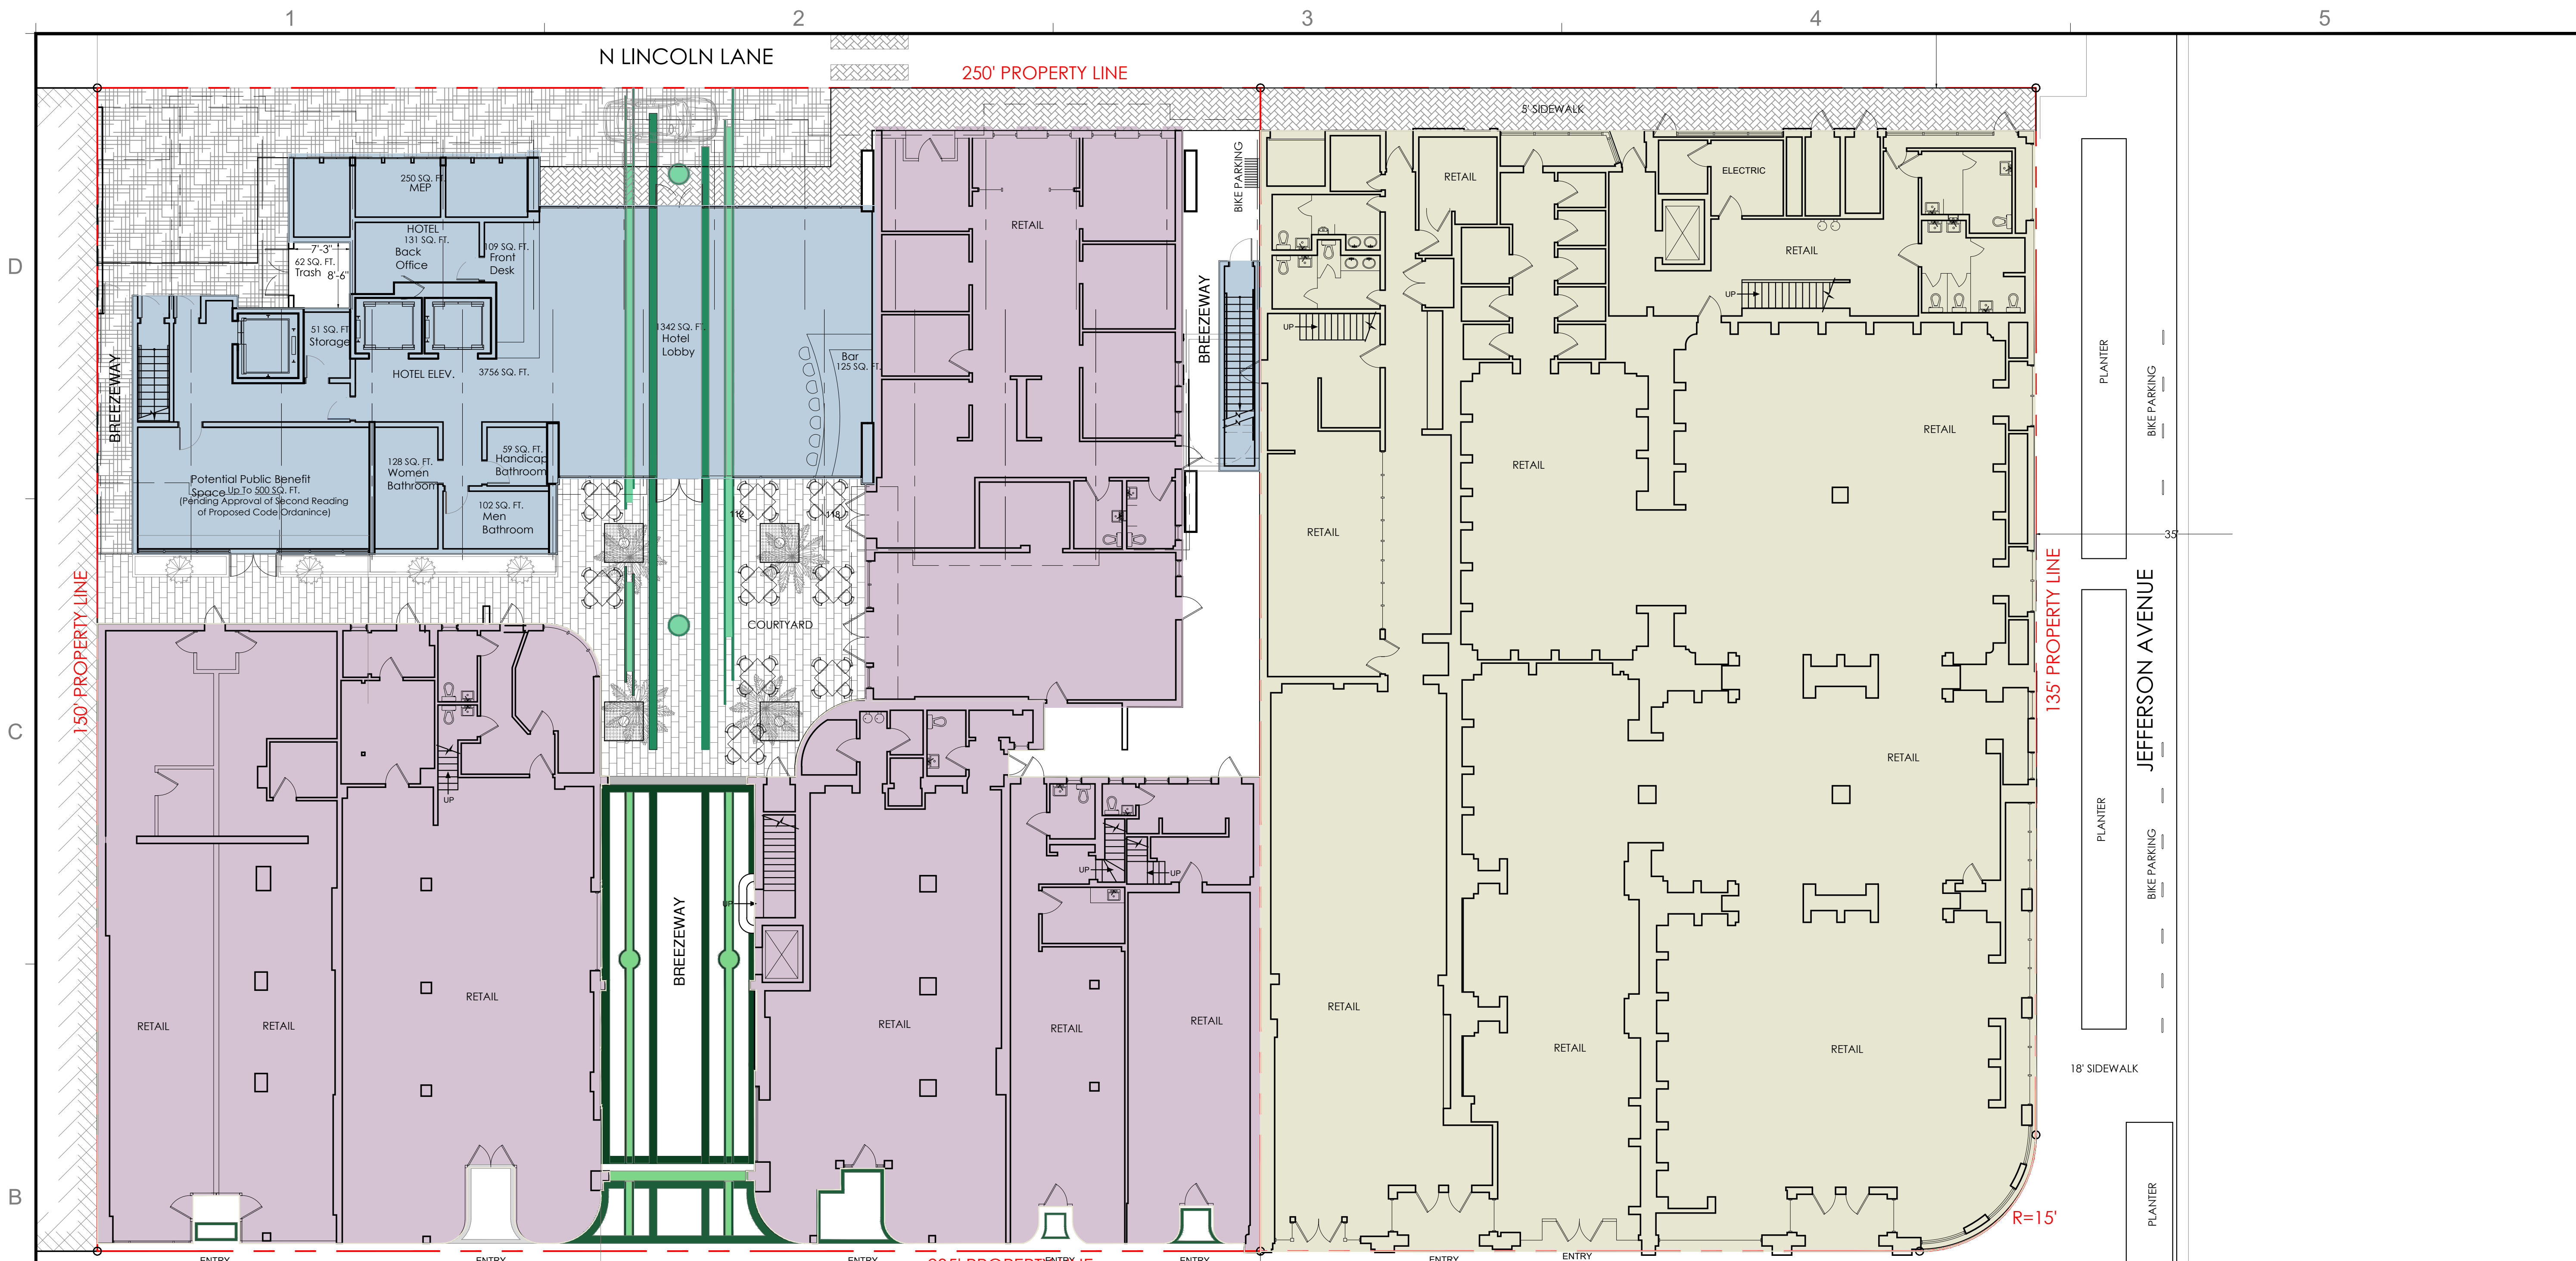 1 2 3 4 5
N LINCOLN LANE
250' PROPERTY LINE
5' SIDEWALK
BIKE PARKING
RETAIL
ELECTRIC
250 SQ. FT.
MEP
RETAIL
HOTEL
131 SQ. FT.
Back
Office
109 SQ. FT.
Front
Desk
7'-3"
62 SQ. FT.
Trash
8'-6"
D
RETAIL
UP
BREEZEWAY
UP
51 SQ. FT.
Storage
1342 SQ. FT.
Hotel
Lobby
Bar
125 SQ. FT.
HOTEL ELEV.
3756 SQ. FT.
BREEZEWAY
PLANTER
BIKE PARKING
RETAIL
RETAIL
128 SQ. FT.
Women
Bathroom
59 SQ. FT.
Handicap
Bathroom
Potential Public Benefit
Space Up To 500 SQ. FT.
(Pending Approval of Second Reading
of Proposed Code Ordanince)
102 SQ. FT.
Men
Bathroom
112
118
RETAIL
35'
150' PROPERTY LINE
COURTYARD
135' PROPERTY LINE
JEFFERSON AVENUE
C
RETAIL
UP
PLANTER
BIKE PARKING
UP
UP
UP
BREEZEWAY
RETAIL
RETAIL
RETAIL
RETAIL
RETAIL
RETAIL
RETAIL
RETAIL
RETAIL
18' SIDEWALK
B
PLANTER
R=15'
ENTRY
ENTRY
ENTRY
ENTRY
ENTRY
ENTRY
ENTRY